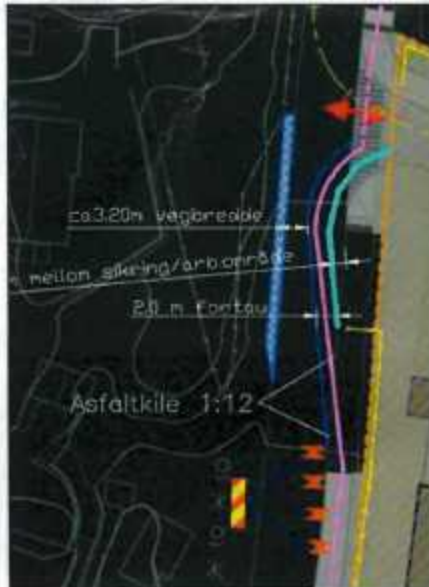 ca3.20m vegbredde
m mellom sikring/arb.område
2.0 m fortau
Asfaltkile 1:12